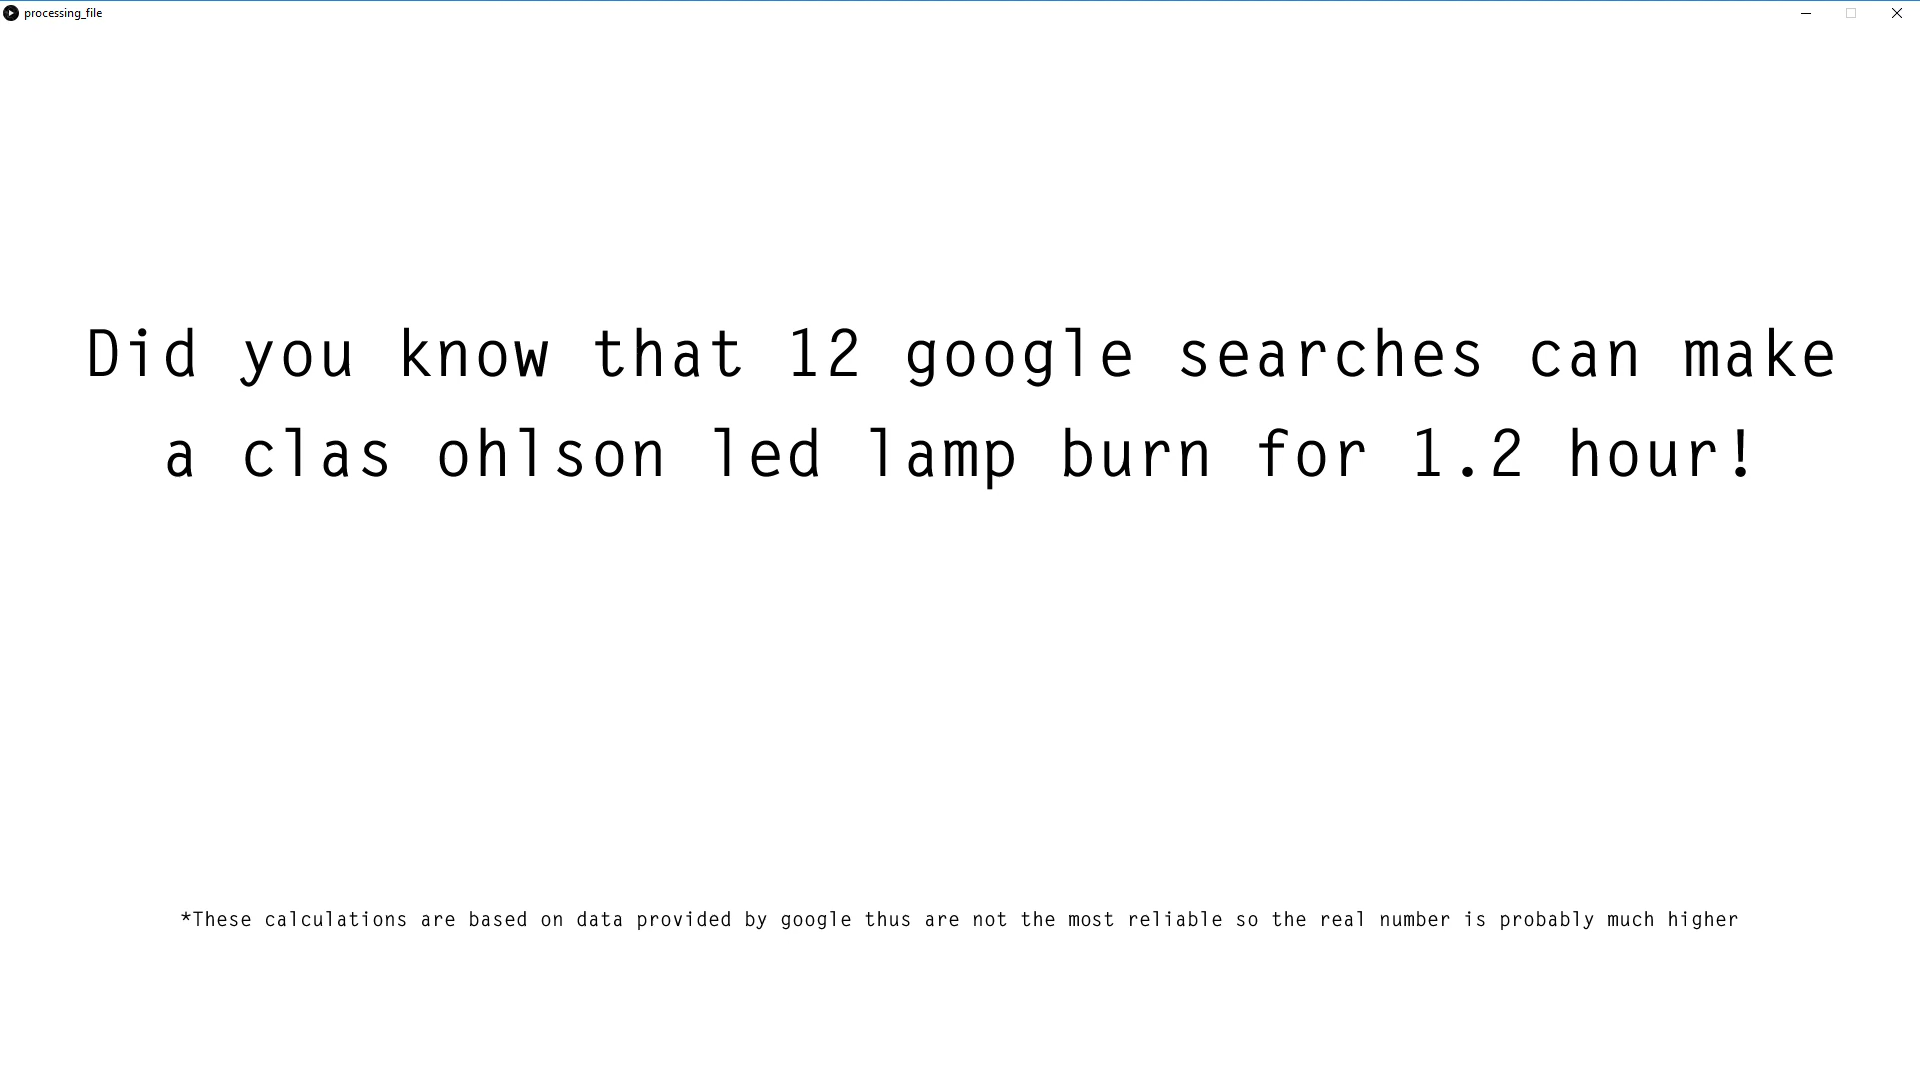 processing_file
Did you know that 12 google searches can make
a clas ohlson led lamp burn for 1.2 hour!
*These calculations are based on data provided by google thus are not the most reliable so the real number is probably much higher